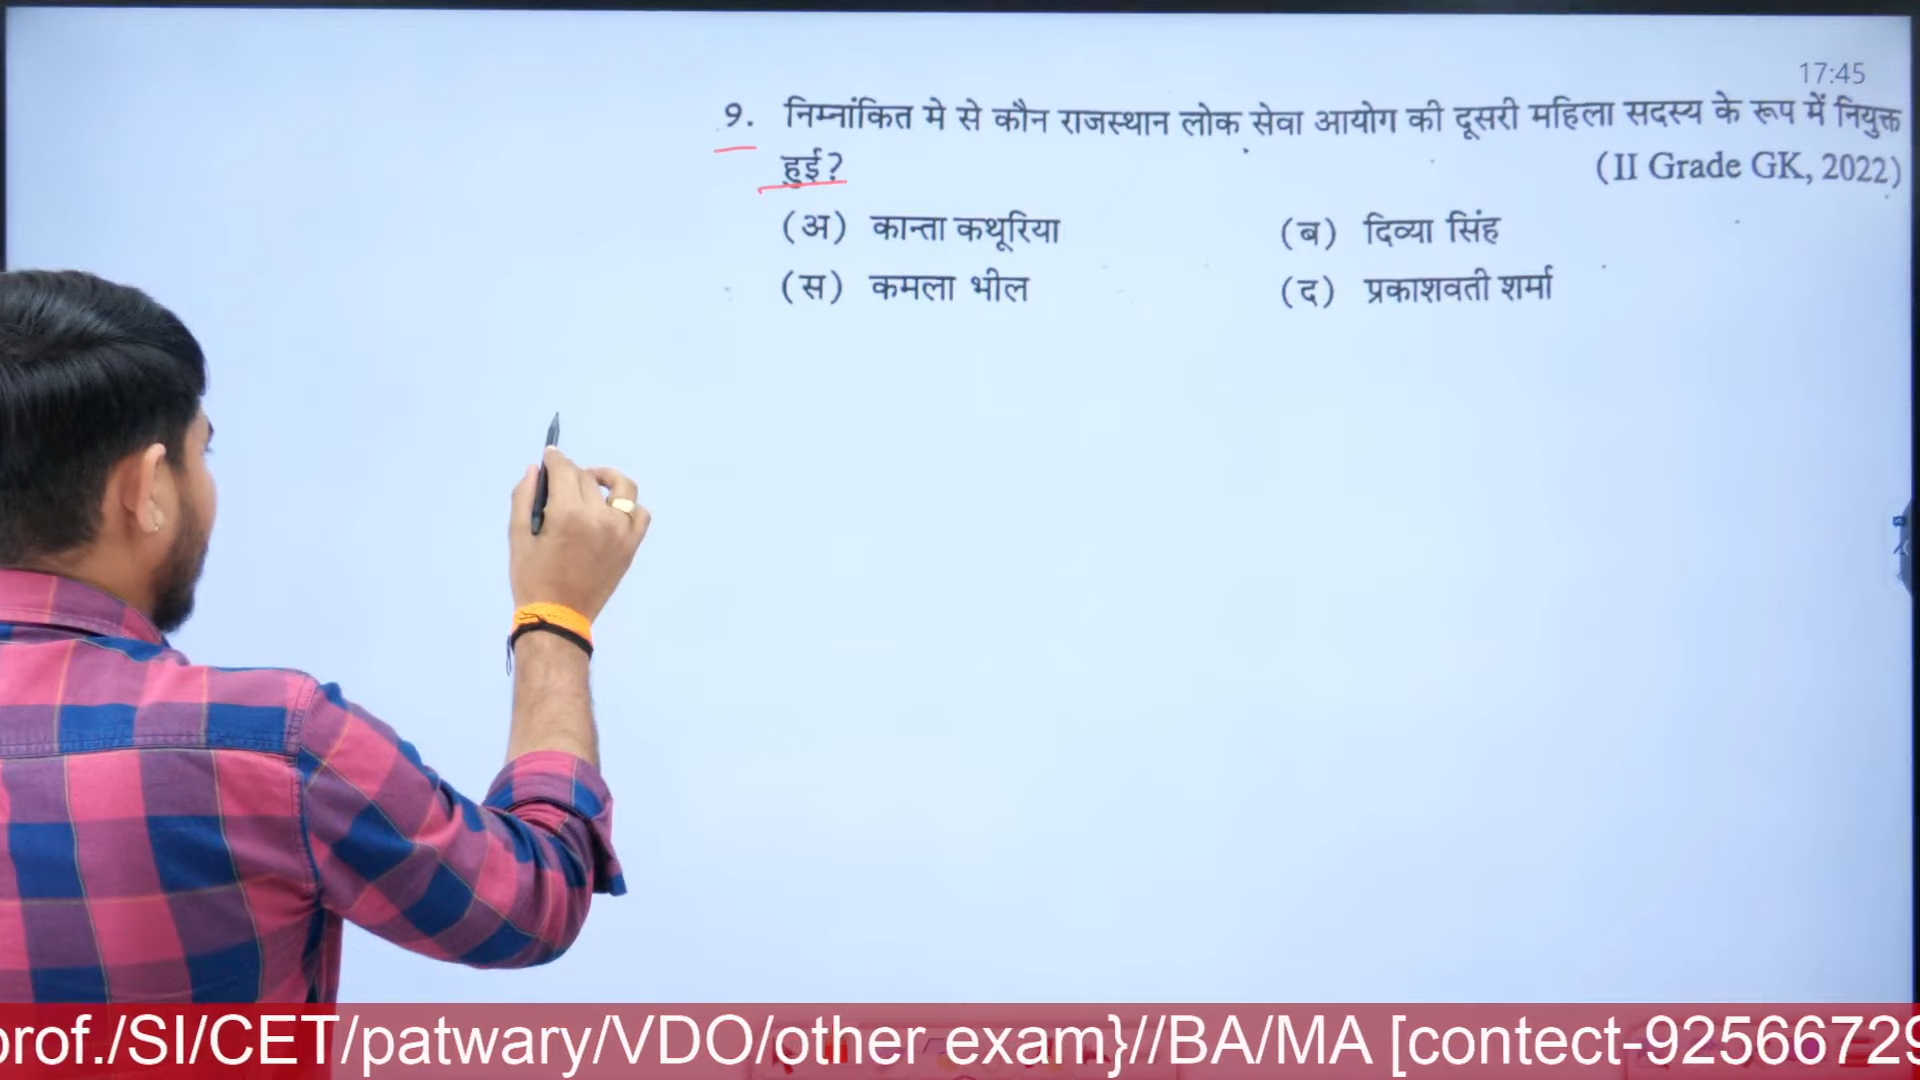 17:45
9. निम्नांकित मे से कौन राजस्थान लोक सेवा आयोग की दूसरी महिला सदस्य के रूप में नियुक्त
हुई?
(II Grade GK, 2022)
(अ) कान्ता कथूरिया
(ब) दिव्या सिंह
(स) कमला भील
(द) प्रकाशवती शर्मा
prof./SI/CET/patwary/VDO/other exam}//BA/MA [contect-92566729